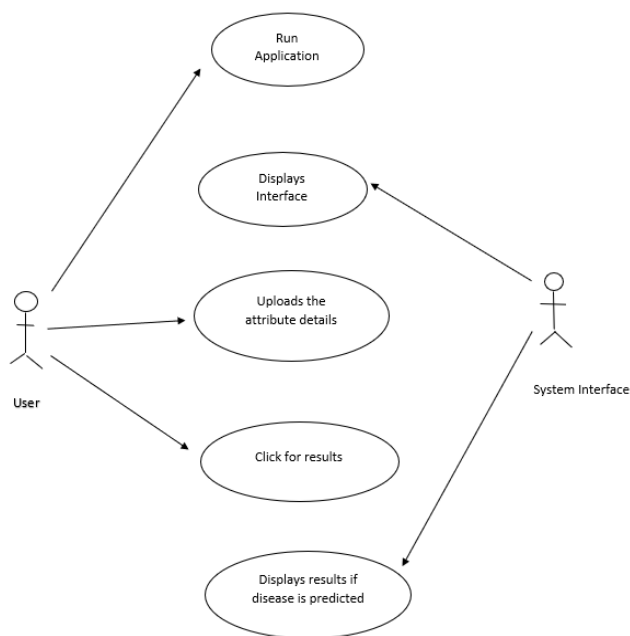 Run
Application
Displays
Interface
Uploads the
attribute details
User
System Interface
Click for results
Displays results if
disease is predicted